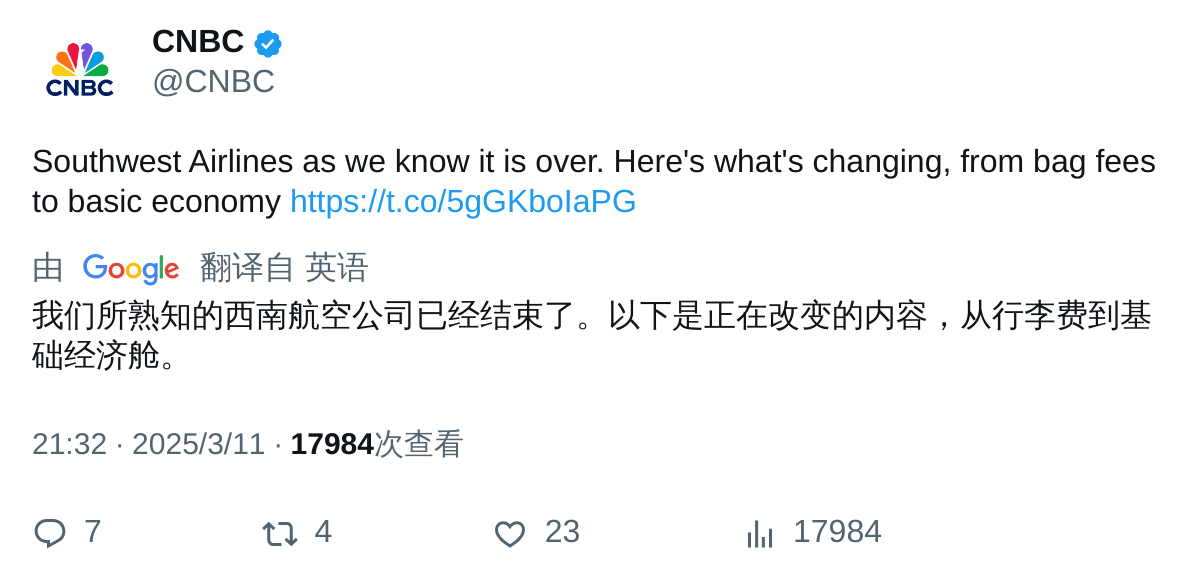 CNBC
CNBC
@CNBC
Southwest Airlines as we know it is over. Here's what's changing, from bag fees
to basic economy https://t.co/5gGKboIaPG
由 Google 翻译自 英语
我们所熟知的西南航空公司已经结束了。以下是正在改变的内容，从行李费到基
础经济舱。
21:32 · 2025/3/11 · 17984次查看
7 4 23 17984